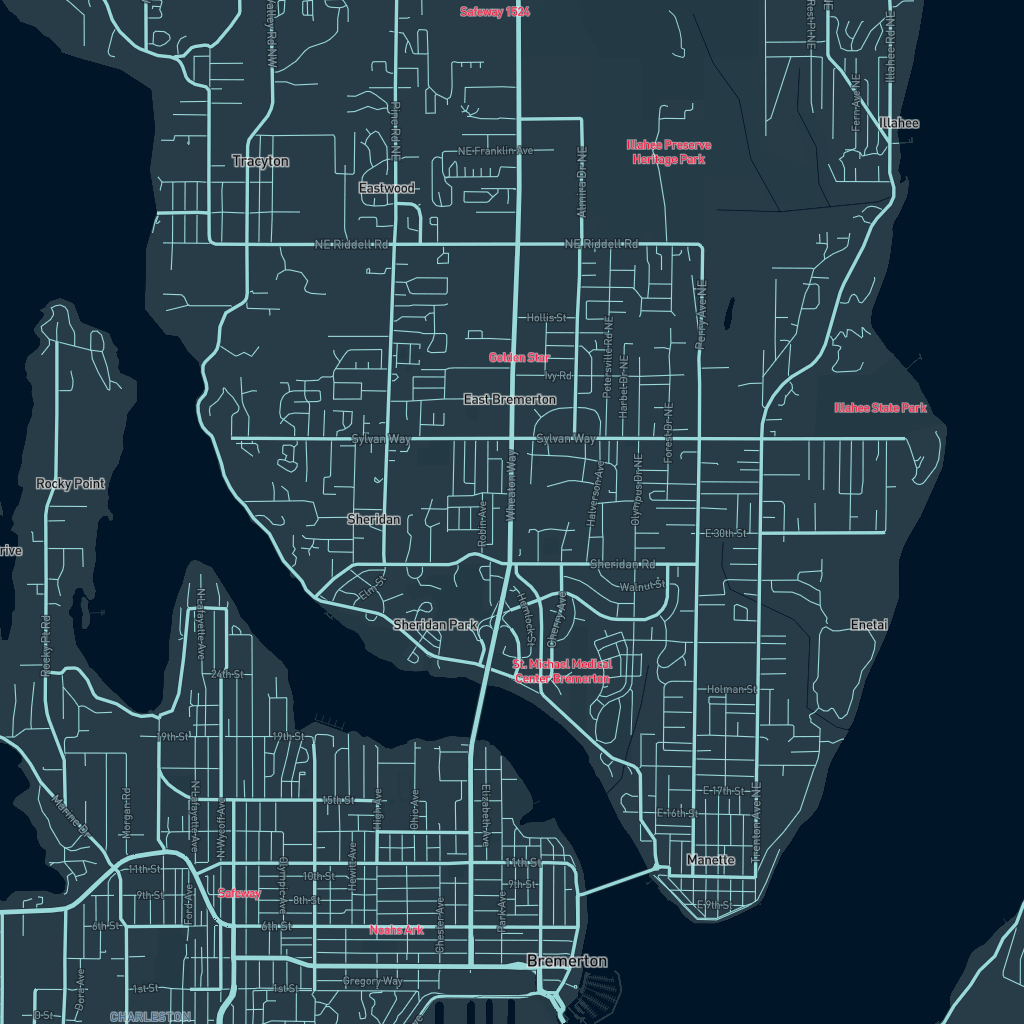 Safeway 1524
Valley Rd NW
Rest Pl NE
NE
Illahee Rd NE
Fern Ave NE
Pine Rd NE
Illahee
NE Franklin Ave
Illahee Preserve
Heritage Park
Tracyton
Eastwood
Almira Dr NE
NE Riddell Rd
NE Riddell Rd
Perry Ave NE
Hollis St
Petersville Rd NE
Golden Star
Ivy Rd
Harbel Dr NE
East Bremerton
Illahee State Park
Forest Dr NE
Sylvan Way
Sylvan Way
Wheaton Way
Rocky Point
Halverson Ave
Olympus Dr NE
Robin Ave
Sheridan
E 30th St
rive
Sheridan Rd
Elm St
Walnut St
N Lafayette Ave
Hemlock St
Cherry Ave
Sheridan Park
Enetai
Rocky Pt Rd
St. Michael Medical
Center Bremerton
24th St
Holman St
19th St
19th St
E 17th St
15th St
Marine Dr
Morgan Rd
N Lafayette Ave
N Wycoff Ave
High Ave
Ohio Ave
Elizabeth Ave
E 16th St
Trenton Ave NE
Manette
11th St
11th St
Hewitt Ave
10th St
9th St
9th St
Safeway
Olympic Ave
8th St
Ford Ave
Park Ave
Chester Ave
E 9th St
6th St
6th St
Noahs Ark
Bremerton
Dora Ave
1st St
1st St
Gregory Way
O St
CHARLESTON